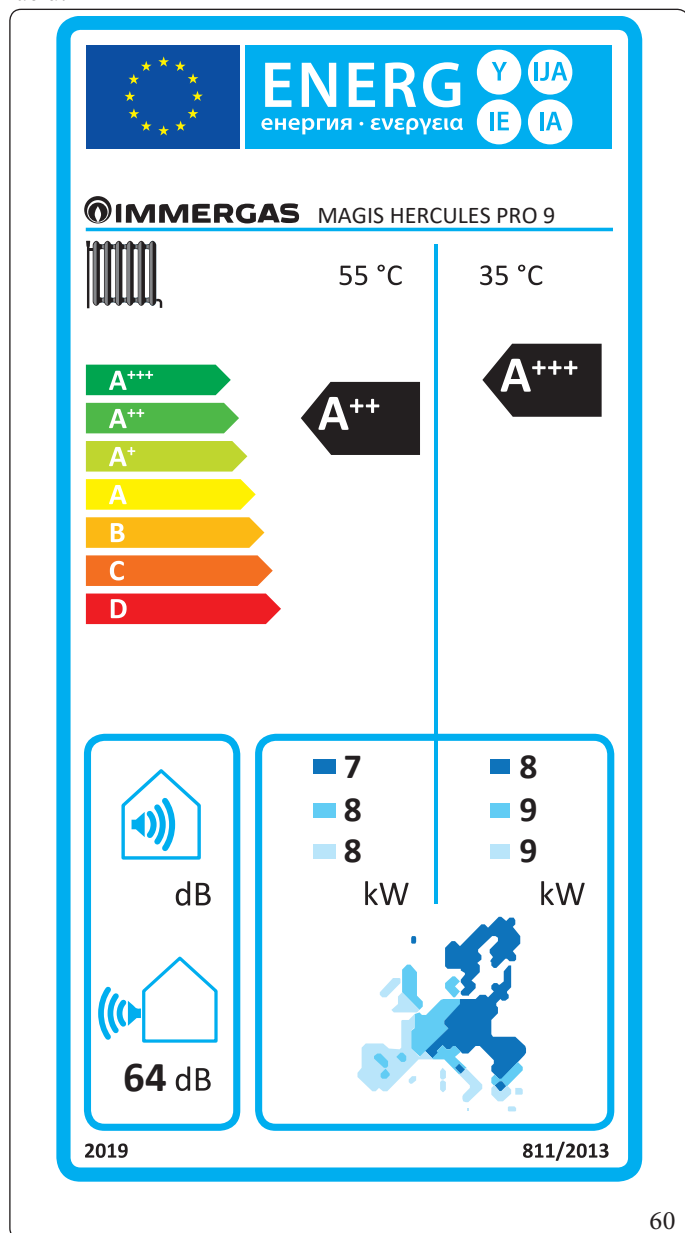 ENERG Y IJA
енергия · ενεργεια IE IA
IMMERGAS MAGIS HERCULES PRO 9
55 °C 35 °C
A+++
A++
A+
A
B
C
D
A++
A+++
7 8
8 9
8 9
kW kW
dB
64 dB
2019 811/2013
60